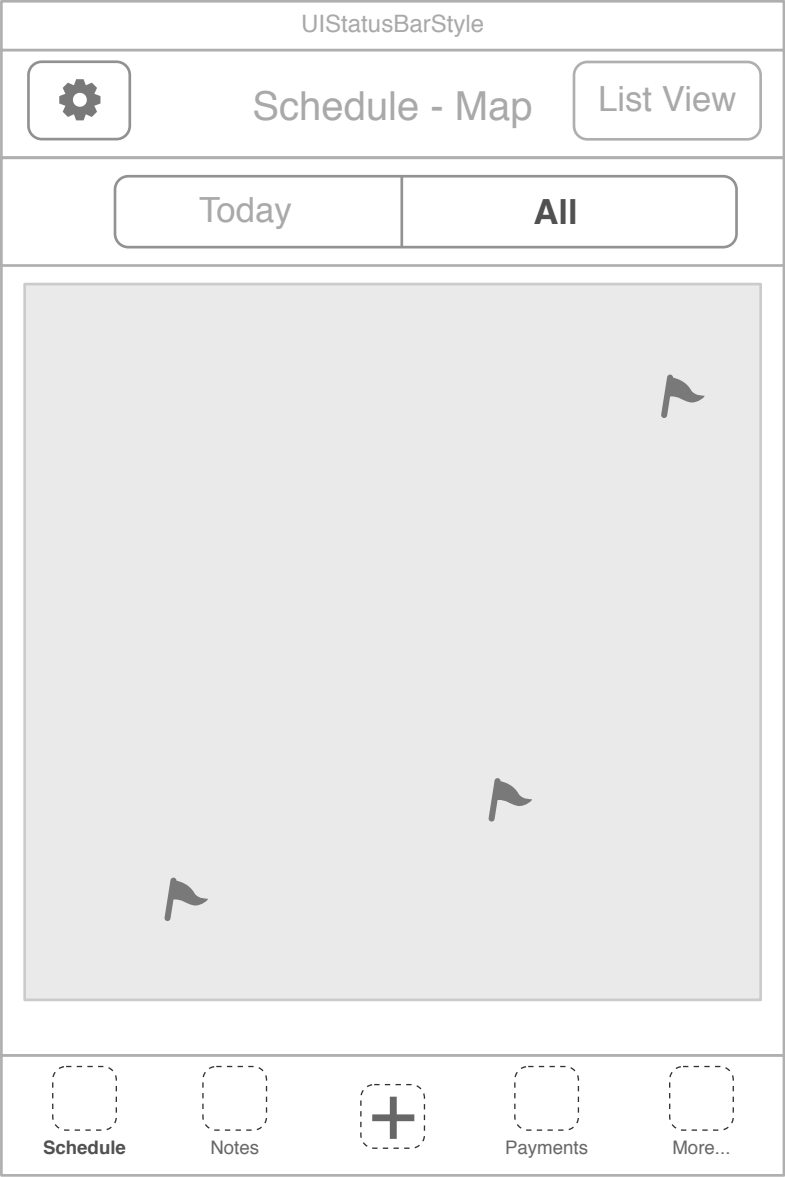 UIStatusBarStyle
Schedule - Map
List View
Today
All
Schedule
Notes
Payments
More...